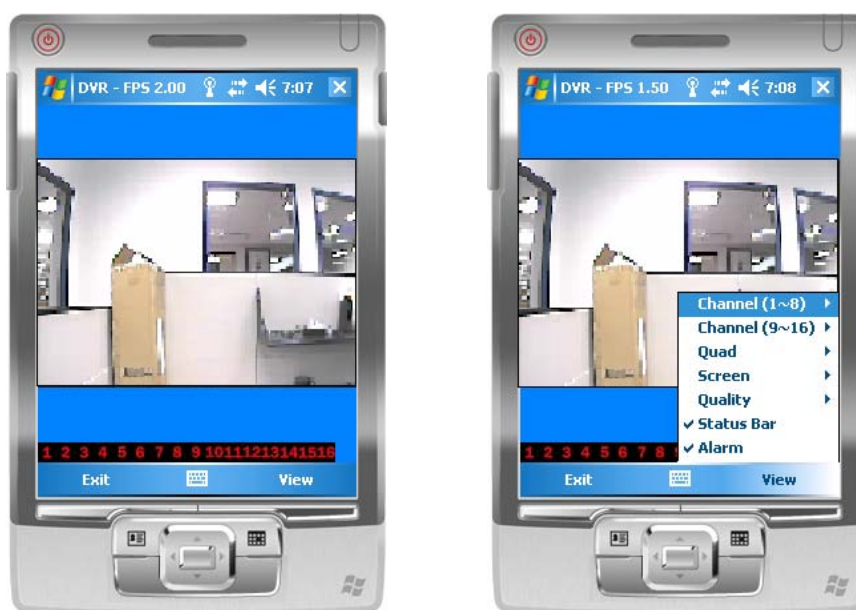 DVR - FPS 2.00 7:07
1 2 3 4 5 6 7 8 9 10 11 12 13 14 15 16
Exit View
DVR - FPS 1.50 7:08
Channel (1~8)
Channel (9~16)
Quad
Screen
Quality
Status Bar
Alarm
1 2 3 4 5 6 7 8
Exit View